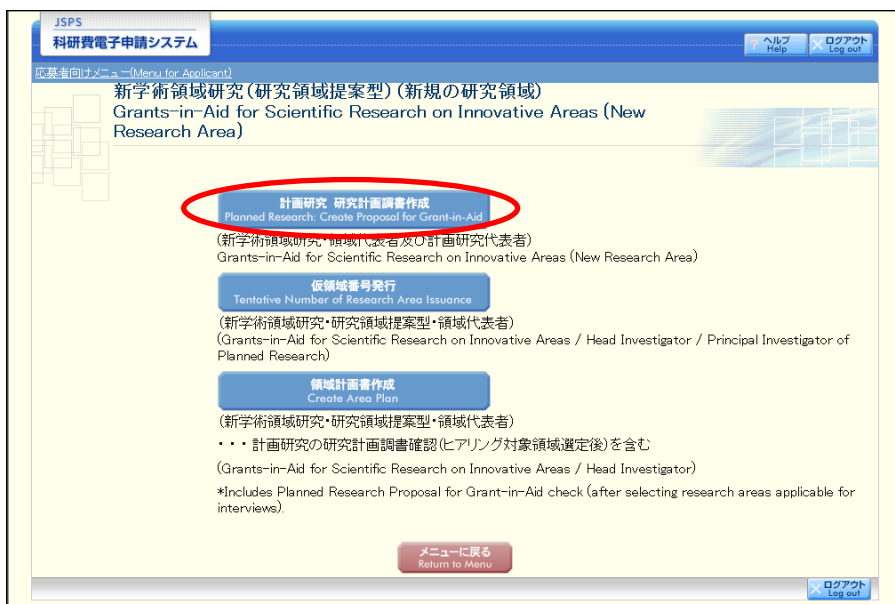 JSPS
科研費電子申請システム
? ヘルプ
Help
× ログアウト
Log out
応募者向けメニュー(Menu for Applicant)
新学術領域研究(研究領域提案型)(新規の研究領域)
Grants-in-Aid for Scientific Research on Innovative Areas (New
Research Area)
計画研究 研究計画調書作成
Planned Research: Create Proposal for Grant-in-Aid
(新学術領域研究・領域代表者及び計画研究代表者)
Grants-in-Aid for Scientific Research on Innovative Areas (New Research Area)
仮領域番号発行
Tentative Number of Research Area Issuance
(新学術領域研究・研究領域提案型・領域代表者)
(Grants-in-Aid for Scientific Research on Innovative Areas / Head Investigator / Principal Investigator of
Planned Research)
領域計画書作成
Create Area Plan
(新学術領域研究・研究領域提案型・領域代表者)
・・・計画研究の研究計画調書確認(ヒアリング対象領域選定後)を含む
(Grants-in-Aid for Scientific Research on Innovative Areas / Head Investigator)
*Includes Planned Research Proposal for Grant-in-Aid check (after selecting research areas applicable for
interviews).
メニューに戻る
Return to Menu
× ログアウト
Log out